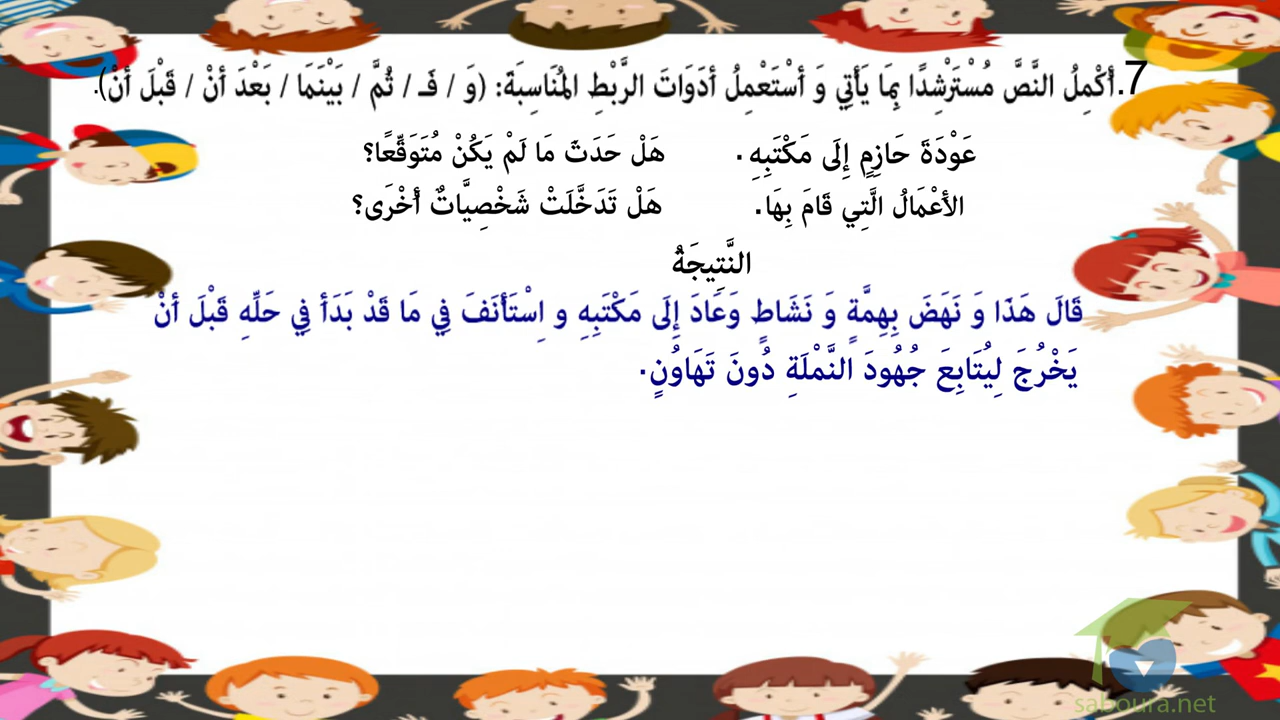 7. أُكْمِلُ النَّصَّ مُسْتَرْشِدًا بِمَا يَأْتِي وَ أَسْتَعْمِلُ أَدَوَاتَ الرَّبْطِ المُنَاسِبَةَ: (وَ / فَـ / ثُمَّ / بَيْنَمَا / بَعْدَ أَنْ / قَبْلَ أَنْ).
عَوْدَةَ حَازِمٍ إِلَى مَكْتَبِهِ. هَلْ حَدَثَ مَا لَمْ يَكُنْ مُتَوَقِّعًا؟
الأَعْمَالُ الَّتِي قَامَ بِهَا. هَلْ تَدَخَّلَتْ شَخْصِيَّاتٌ أُخْرَى؟
النَّتِيجَةُ
قَالَ هَذَا وَ نَهَضَ بِهِمَّةٍ وَ نَشَاطٍ وَعَادَ إِلَى مَكْتَبِهِ و اِسْتَأْنَفَ فِي مَا قَدْ بَدَأَ فِي حَلِّهِ قَبْلَ أَنْ
يَخْرُجَ لِيُتَابِعَ جُهُودَ النَّمْلَةِ دُونَ تَهَاوُنٍ.
saboura.net